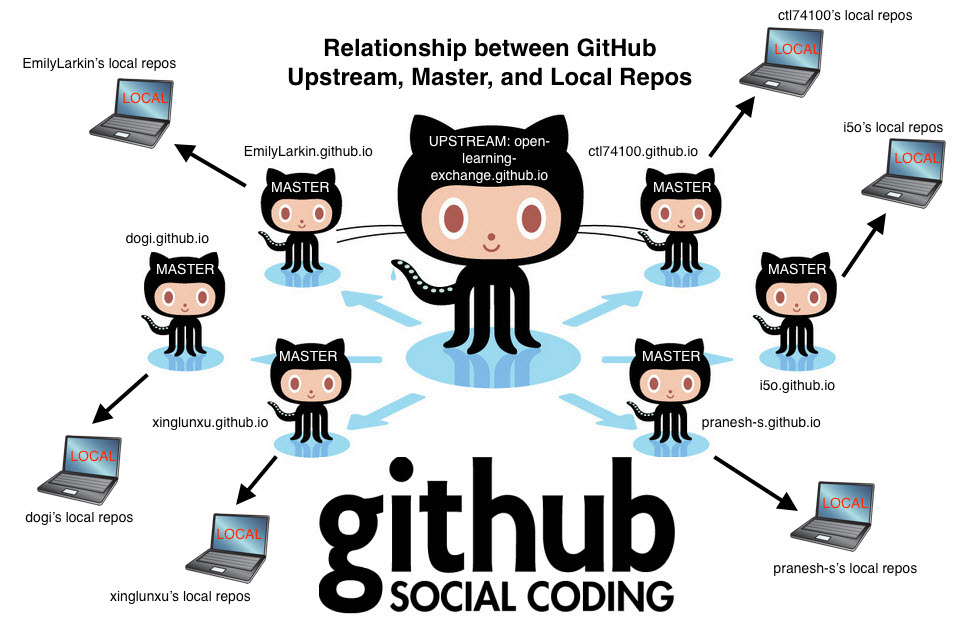 Relationship between GitHub
Upstream, Master, and Local Repos
ctl74100's local repos
LOCAL
EmilyLarkin's local repos
LOCAL
i5o's local repos
LOCAL
EmilyLarkin.github.io
MASTER
UPSTREAM: open-
learning-
exchange.github.io
ctl74100.github.io
MASTER
dogi.github.io
MASTER
MASTER
i5o.github.io
MASTER
xinglunxu.github.io
MASTER
pranesh-s.github.io
LOCAL
dogi's local repos
LOCAL
xinglunxu's local repos
LOCAL
pranesh-s's local repos
github
SOCIAL CODING